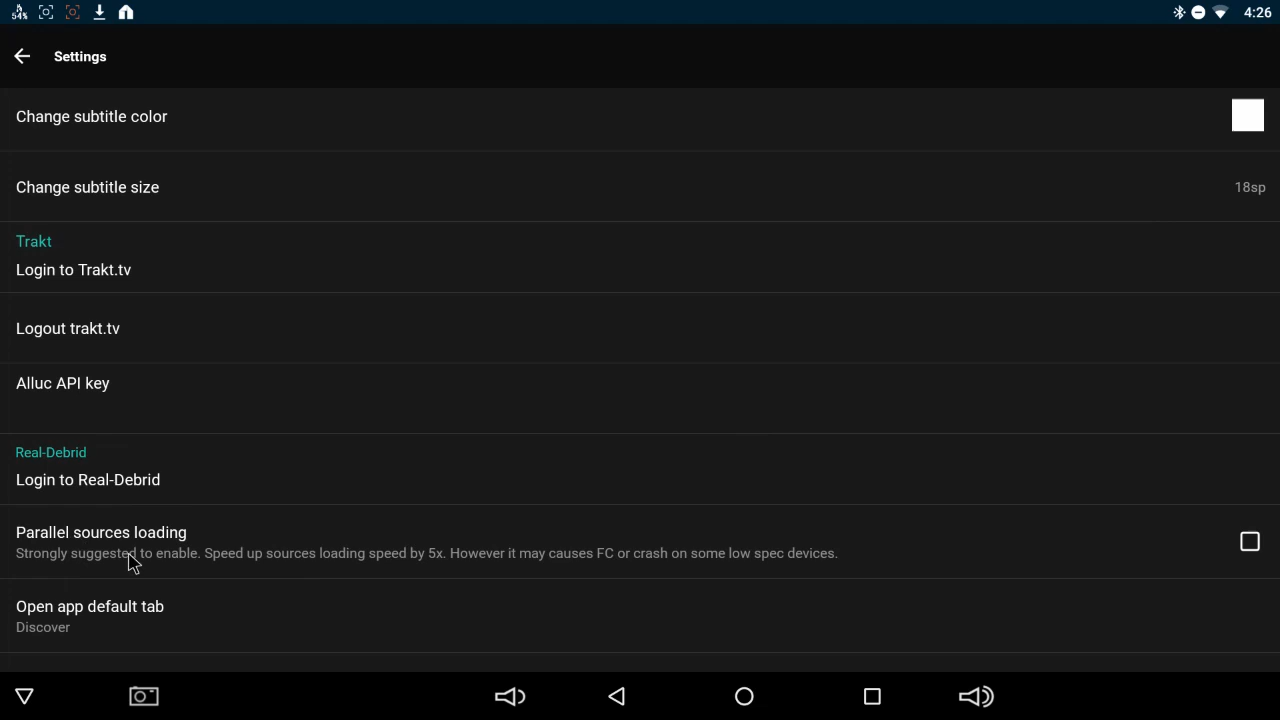 54%
4:26
Settings
Change subtitle color
Change subtitle size
18sp
Trakt
Login to Trakt.tv
Logout trakt.tv
Alluc API key
Real-Debrid
Login to Real-Debrid
Parallel sources loading
Strongly suggested to enable. Speed up sources loading speed by 5x. However it may causes FC or crash on some low spec devices.
Open app default tab
Discover